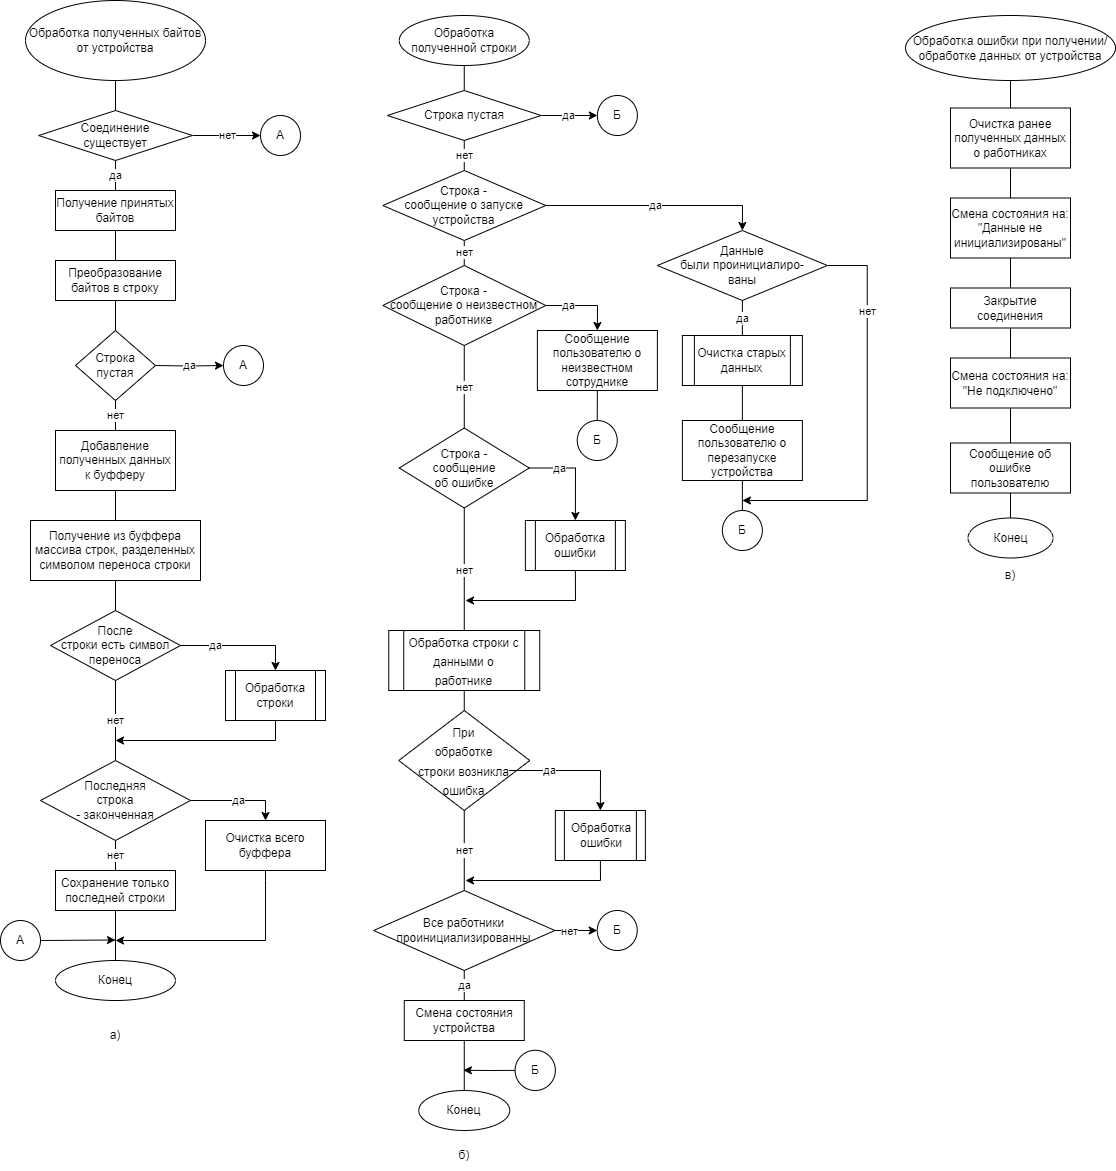 Обработка полученных байтов
от устройства
Соединение
существует
нет
А
да
Получение принятых
байтов
Преобразование
байтов в строку
Строка
пустая
да
А
нет
Добавление
полученных данных
к буфферу
Получение из буффера
массива строк, разделенных
символом переноса строки
После
строки есть символ
переноса
да
Обработка
строки
нет
Последняя
строка
- законченная
да
Очистка всего
буффера
нет
Сохранение только
последней строки
А
Конец
а)
Обработка
полученной строки
Строка пустая
да
Б
нет
Строка -
сообщение о запуске
устройства
да
Данные
были проинициалиро-
ваны
нет
да
Очистка старых
данных
Сообщение
пользователю о
перезапуске
устройства
Б
нет
Строка -
сообщение о неизвестном
работнике
да
Сообщение
пользователю о
неизвестном
сотруднике
Б
нет
Строка -
сообщение
об ошибке
да
Обработка
ошибки
нет
Обработка строки с
данными о
работнике
При
обработке
строки возникла
ошибка
да
Обработка
ошибки
нет
Все работники
проинициализированны
нет
Б
да
Смена состояния
устройства
Б
Конец
б)
Обработка ошибки при получении/
обработке данных от устройства
Очистка ранее
полученных данных
о работниках
Смена состояния на:
"Данные не
инициализированы"
Закрытие
соединения
Смена состояния на:
"Не подключено"
Сообщение об
ошибке
пользователю
Конец
в)